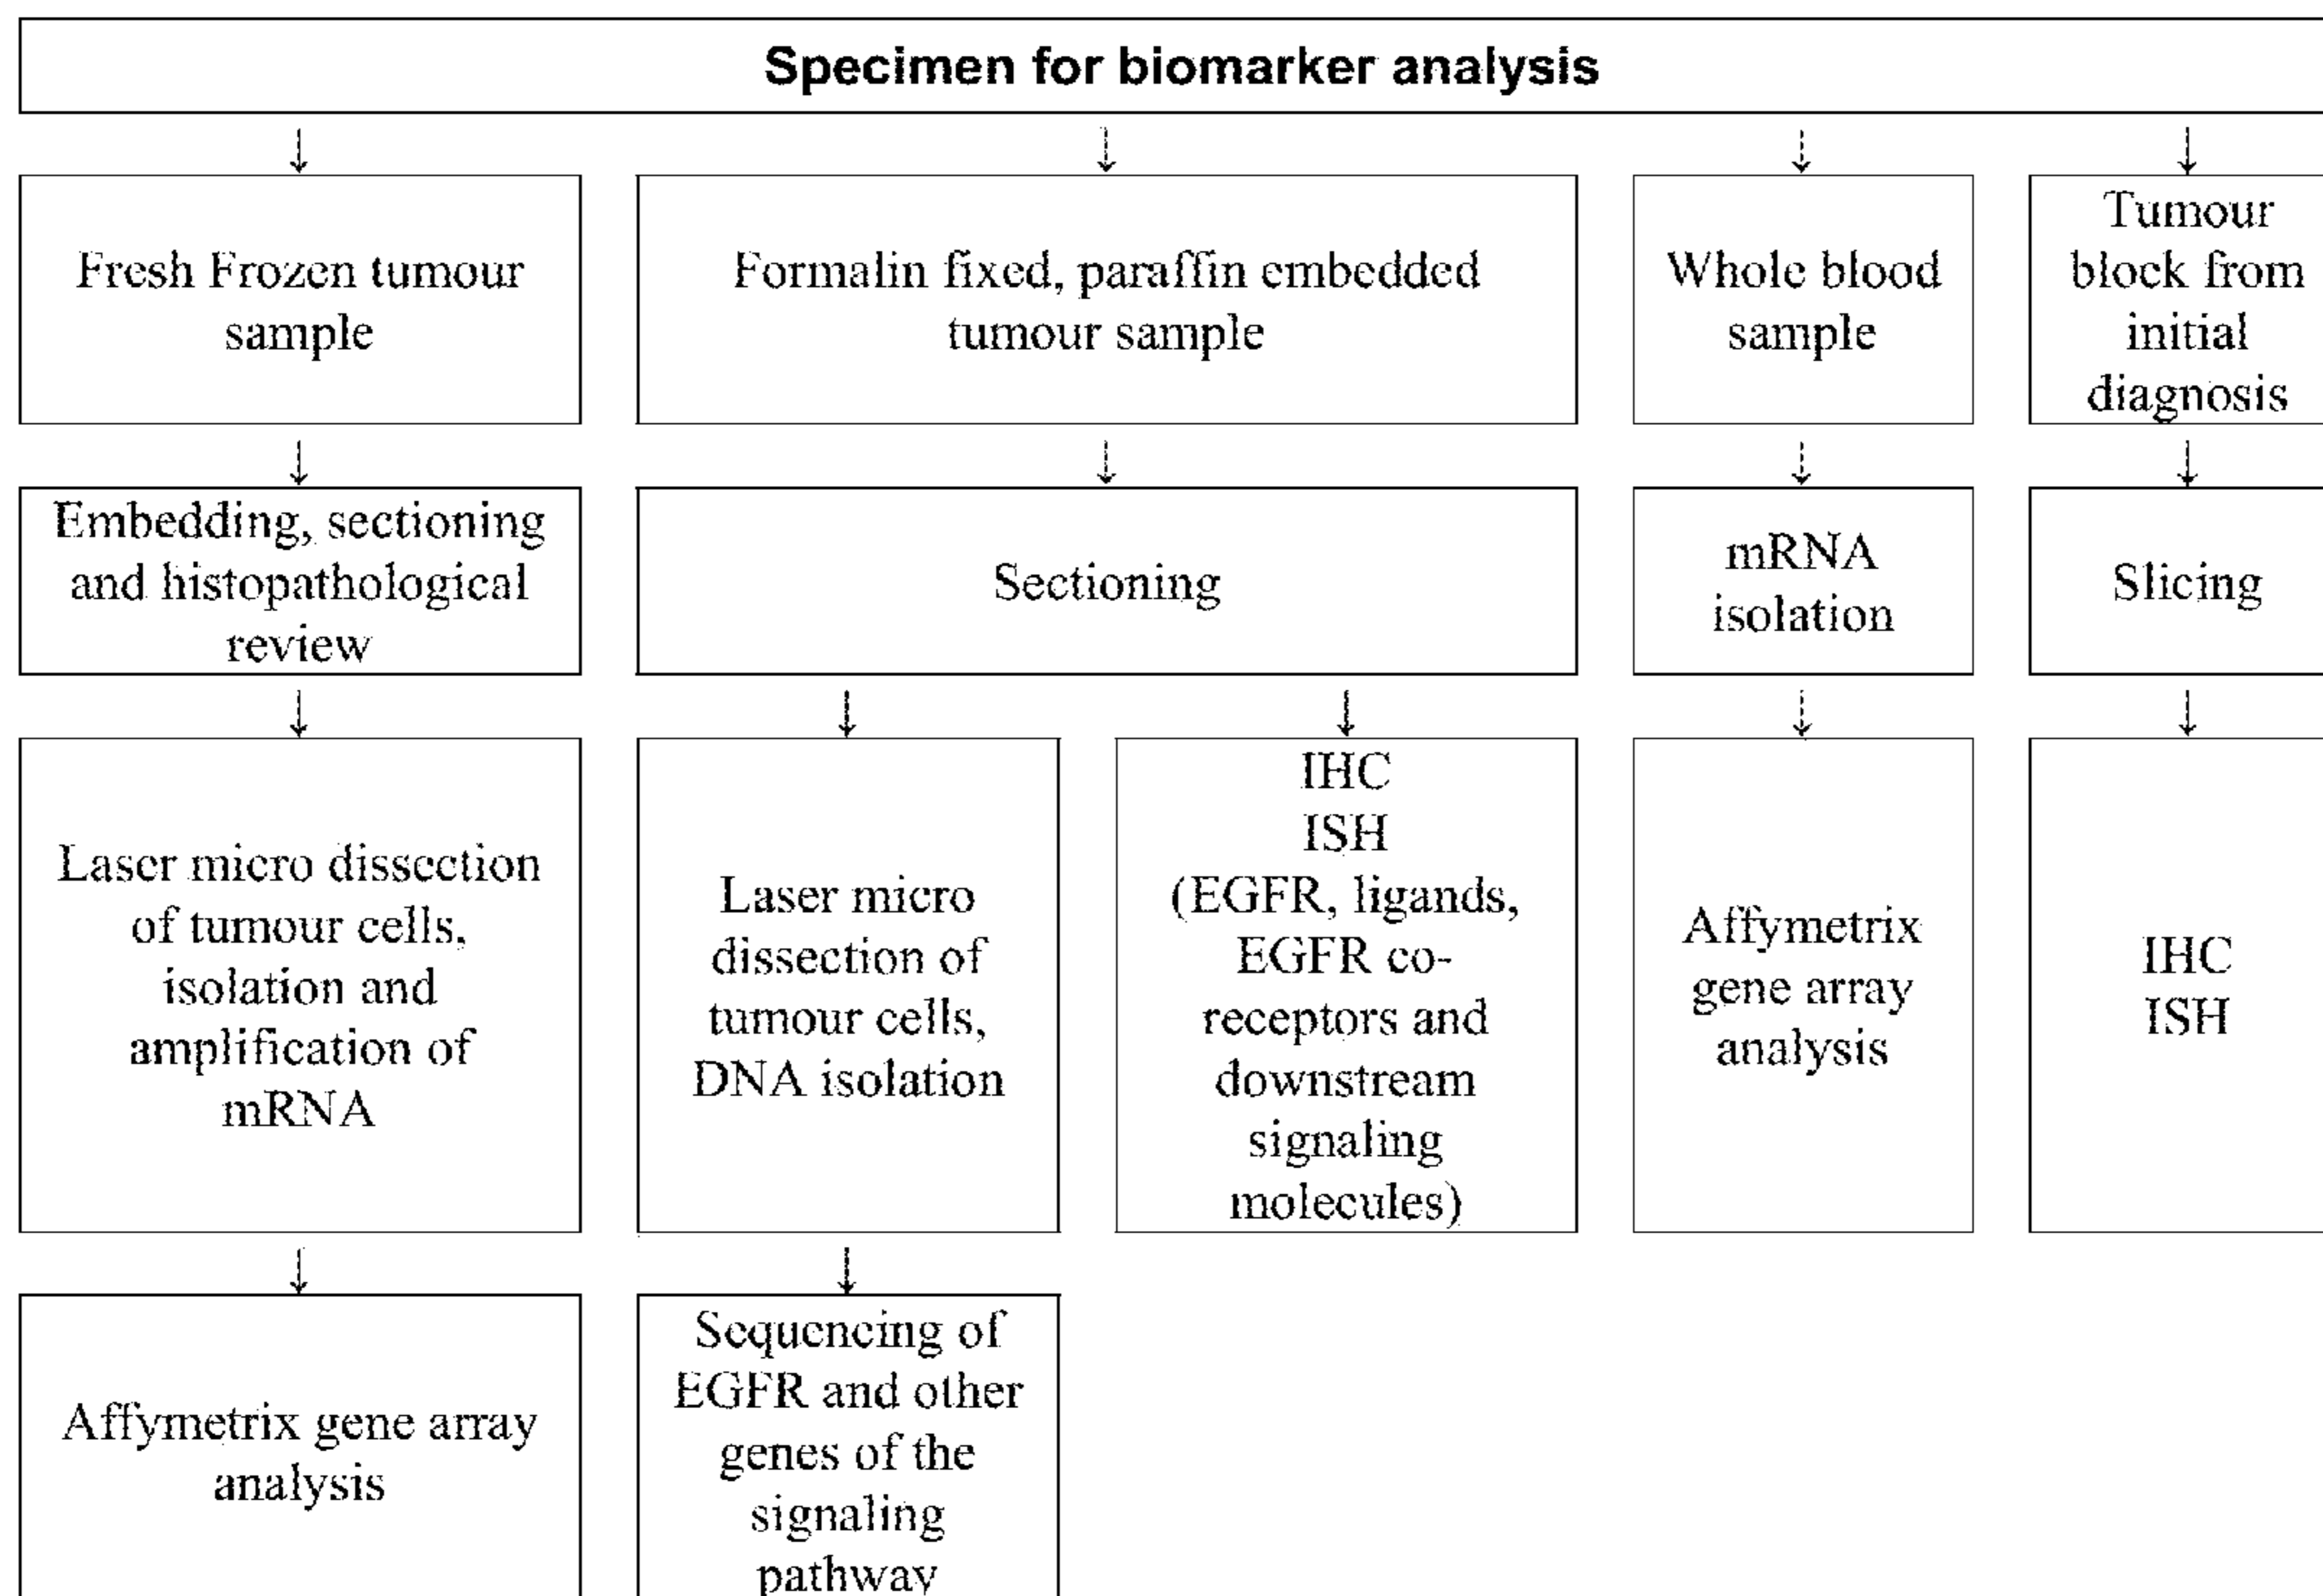 Specimen for biomarker analysis
Fresh Frozen tumour
sample
Formalin fixed, paraffin embedded
tumour sample
Whole blood
sample
Tumour
block from
initial
diagnosis
Embedding, sectioning
and histopathological
review
Sectioning
mRNA
isolation
Slicing
Laser micro dissection
of tumour cells,
isolation and
amplification of
mRNA
Laser micro
dissection of
tumour cells,
DNA isolation
IHC
ISH
(EGFR, ligands,
EGFR co-
receptors and
downstream
signaling
molecules)
Affymetrix
gene array
analysis
IHC
ISH
Affymetrix gene array
analysis
Sequencing of
EGFR and other
genes of the
signaling
pathway